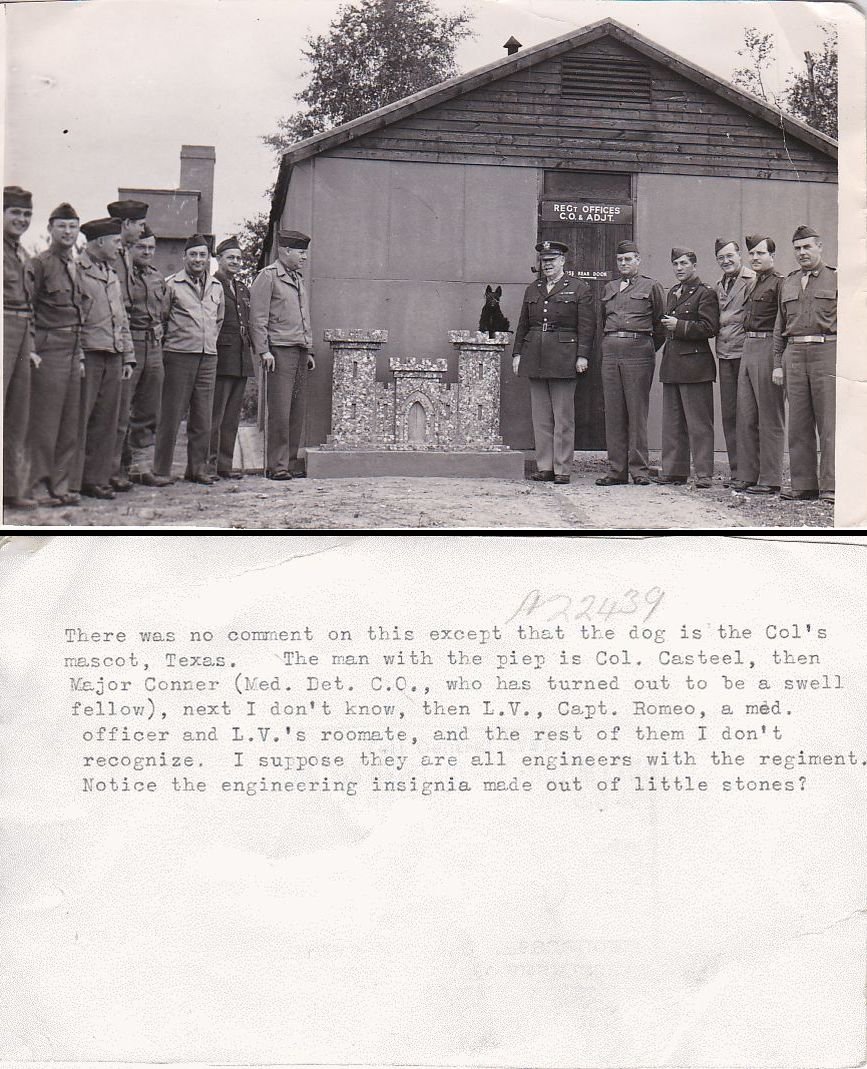 REGT OFFICES
C.O. & ADJT.
REAR DOOR
A22439
There was no comment on this except that the dog is the Col's
mascot, Texas. The man with the piep is Col. Casteel, then
Major Conner (Med. Det. C.O., who has turned out to be a swell
fellow), next I don't know, then L.V., Capt. Romeo, a med.
officer and L.V.'s roomate, and the rest of them I don't
recognize. I suppose they are all engineers with the regiment.
Notice the engineering insignia made out of little stones?